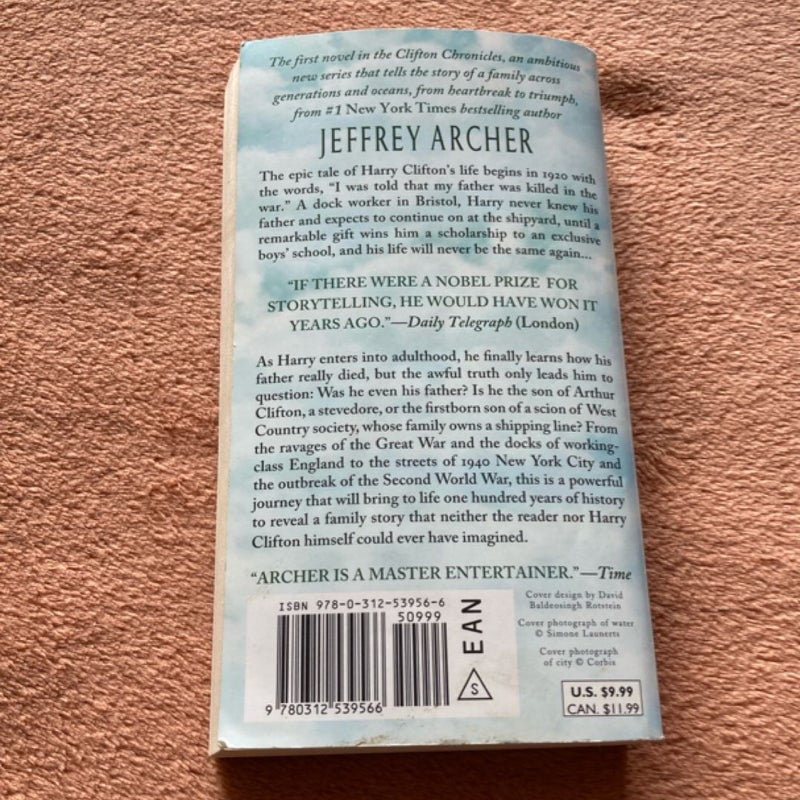 The first novel in the Clifton Chronicles, an ambitious
new series that tells the story of a family across
generations and oceans, from heartbreak to triumph,
from #1 New York Times bestselling author
JEFFREY ARCHER
The epic tale of Harry Clifton's life begins in 1920 with
the words, “I was told that my father was killed in the
war.” A dock worker in Bristol, Harry never knew his
father and expects to continue on at the shipyard, until a
remarkable gift wins him a scholarship to an exclusive
boys' school, and his life will never be the same again...
“IF THERE WERE A NOBEL PRIZE FOR
STORYTELLING, HE WOULD HAVE WON IT
YEARS AGO.”—Daily Telegraph (London)
As Harry enters into adulthood, he finally learns how his
father really died, but the awful truth only leads him to
question: Was he even his father? Is he the son of Arthur
Clifton, a stevedore, or the firstborn son of a scion of West
Country society, whose family owns a shipping line? From
the ravages of the Great War and the docks of working-
class England to the streets of 1940 New York City and
the outbreak of the Second World War, this is a powerful
journey that will bring to life one hundred years of history
to reveal a family story that neither the reader nor Harry
Clifton himself could ever have imagined.
“ARCHER IS A MASTER ENTERTAINER.”—Time
ISBN 978-0-312-53956-6
50999
EAN
S
9 780312 539566
Cover design by David
Baldeosingh Rotstein
Cover photograph of water
© Simone Launerts
Cover photograph
of city © Corbis
U.S. $9.99
CAN. $11.99